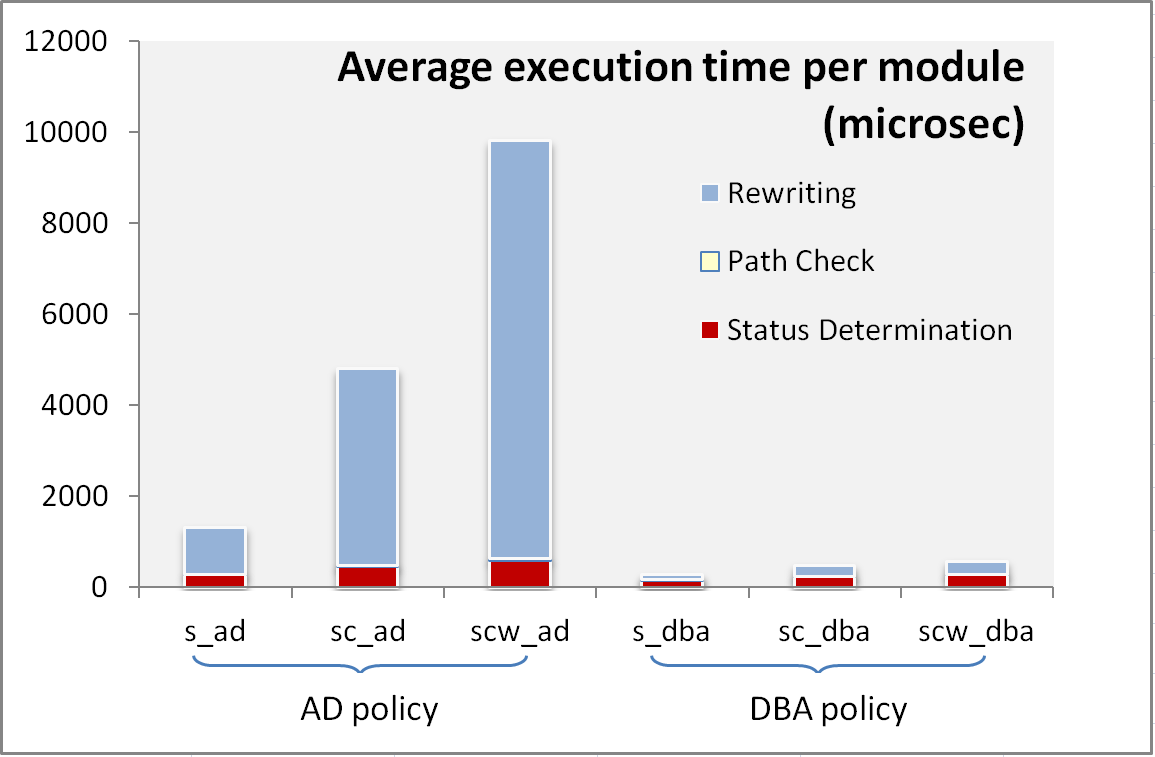 Average execution time per module
(microsec)
12000
10000
8000
6000
4000
2000
0
Rewriting
Path Check
Status Determination
s_ad sc_ad scw_ad s_dba sc_dba scw_dba
AD policy DBA policy